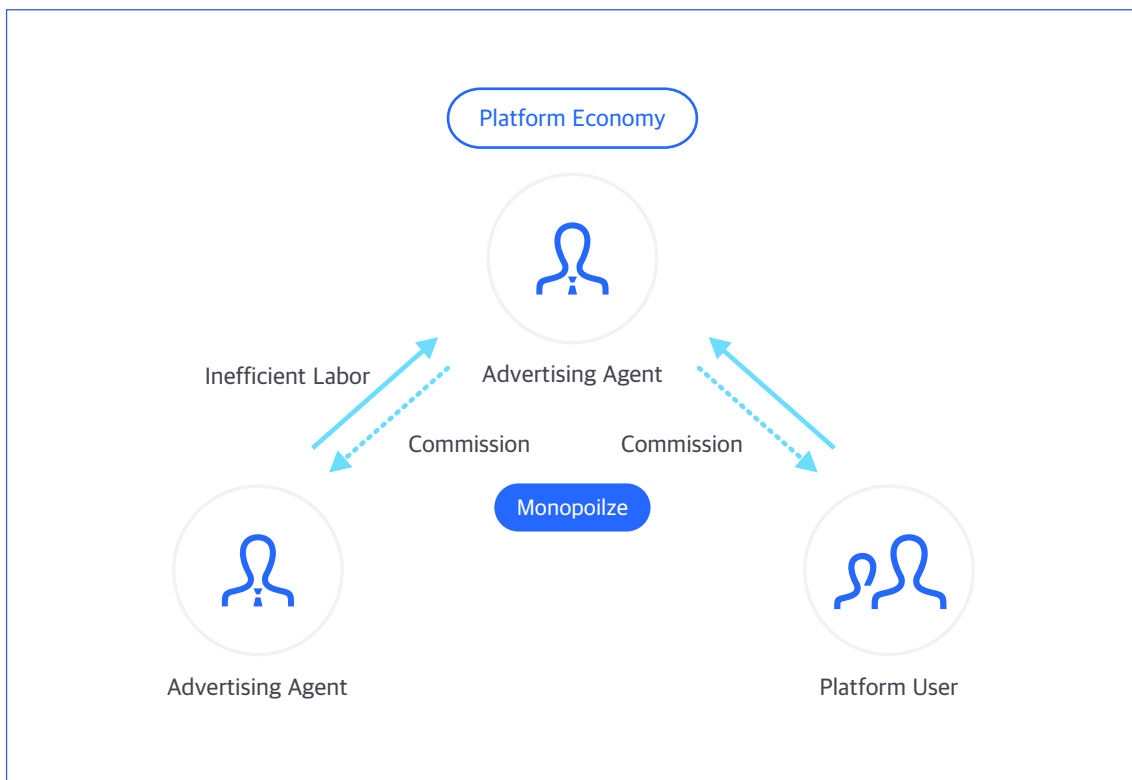 Platform Economy
Inefficient Labor
Advertising Agent
Commission
Commission
Monopoilze
Advertising Agent
Platform User